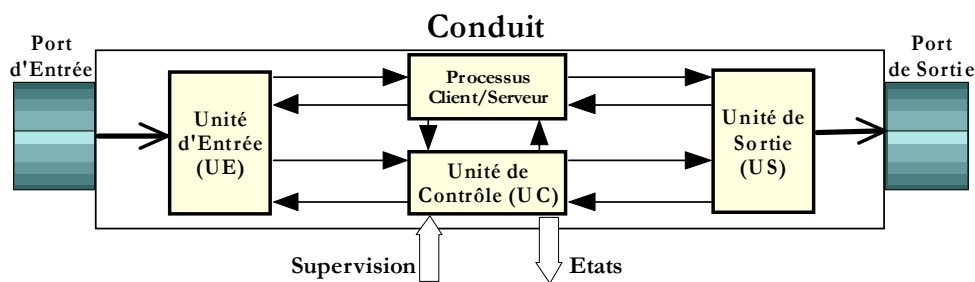 Conduit
Port
d'Entrée
Port
de Sortie
Processus
Client/Serveur
Unité
d'Entrée
(UE)
Unité de
Sortie
(US)
Unité de
Contrôle (UC)
Supervision
Etats